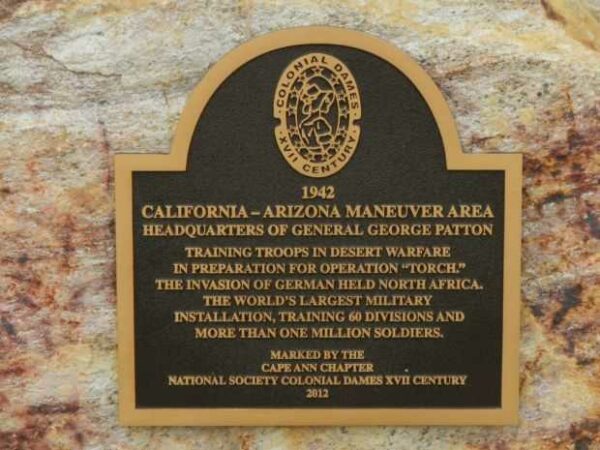 COLONIAL DAMES
XVII CENTURY
1942
CALIFORNIA – ARIZONA MANEUVER AREA
HEADQUARTERS OF GENERAL GEORGE PATTON
TRAINING TROOPS IN DESERT WARFARE
IN PREPARATION FOR OPERATION “TORCH.”
THE INVASION OF GERMAN HELD NORTH AFRICA.
THE WORLD’S LARGEST MILITARY
INSTALLATION, TRAINING 60 DIVISIONS AND
MORE THAN ONE MILLION SOLDIERS.
MARKED BY THE
CAPE ANN CHAPTER
NATIONAL SOCIETY COLONIAL DAMES XVII CENTURY
2012